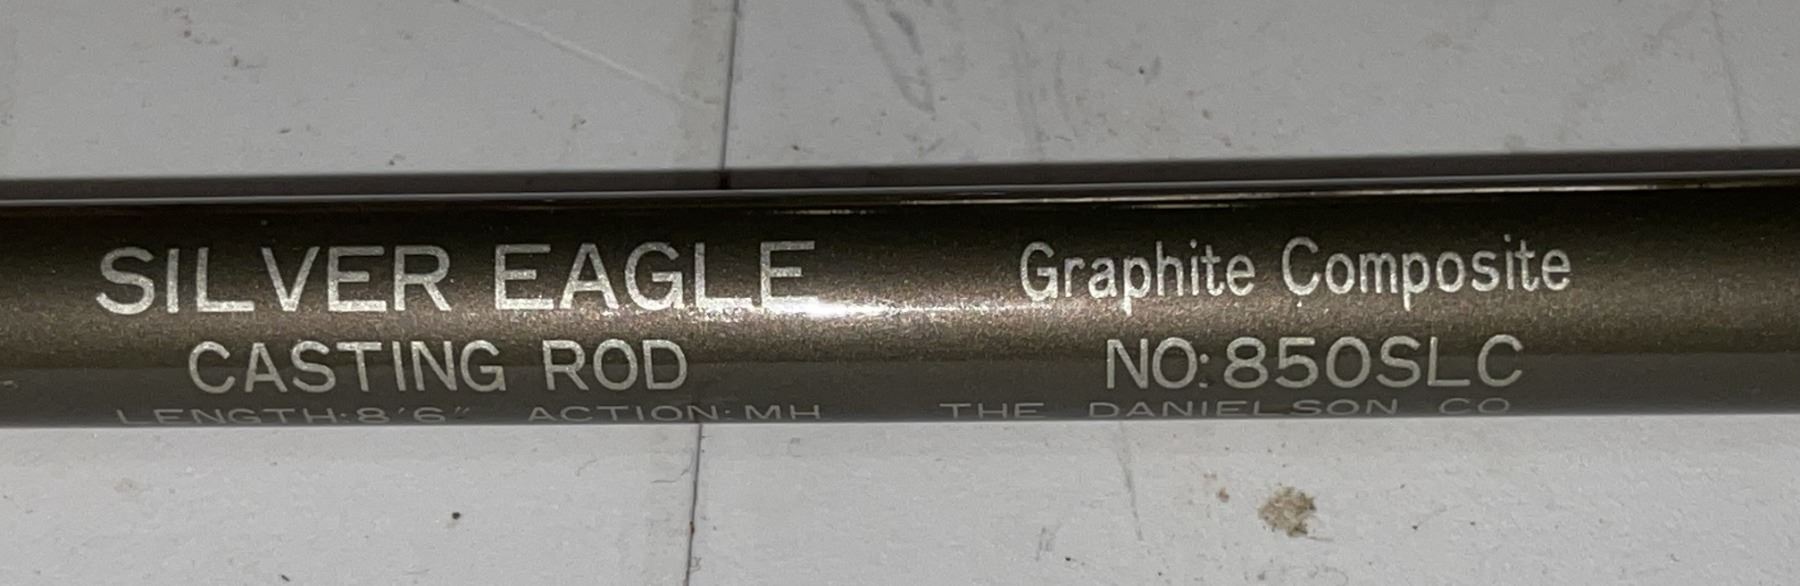 SILVER EAGLE Graphite Composite
CASTING ROD NO:850SLC
LENGTH:8'6" ACTION:MH THE DANIELSON CO